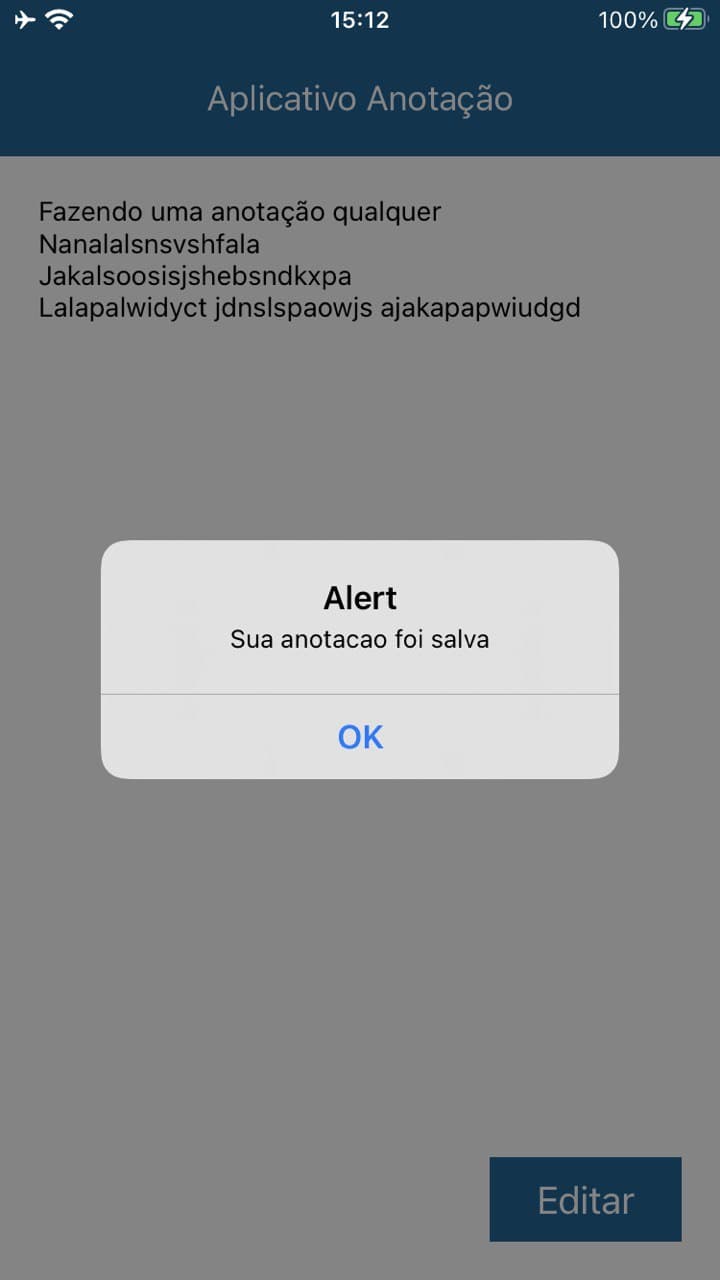 15:12
100%
Aplicativo Anotação
Fazendo uma anotação qualquer
Nanalalsnsvshfala
Jakalsoosisjshebsndkxpa
Lalapalwidyct jdnslspaowjs ajakapapwiudgd
Alert
Sua anotacao foi salva
OK
Editar